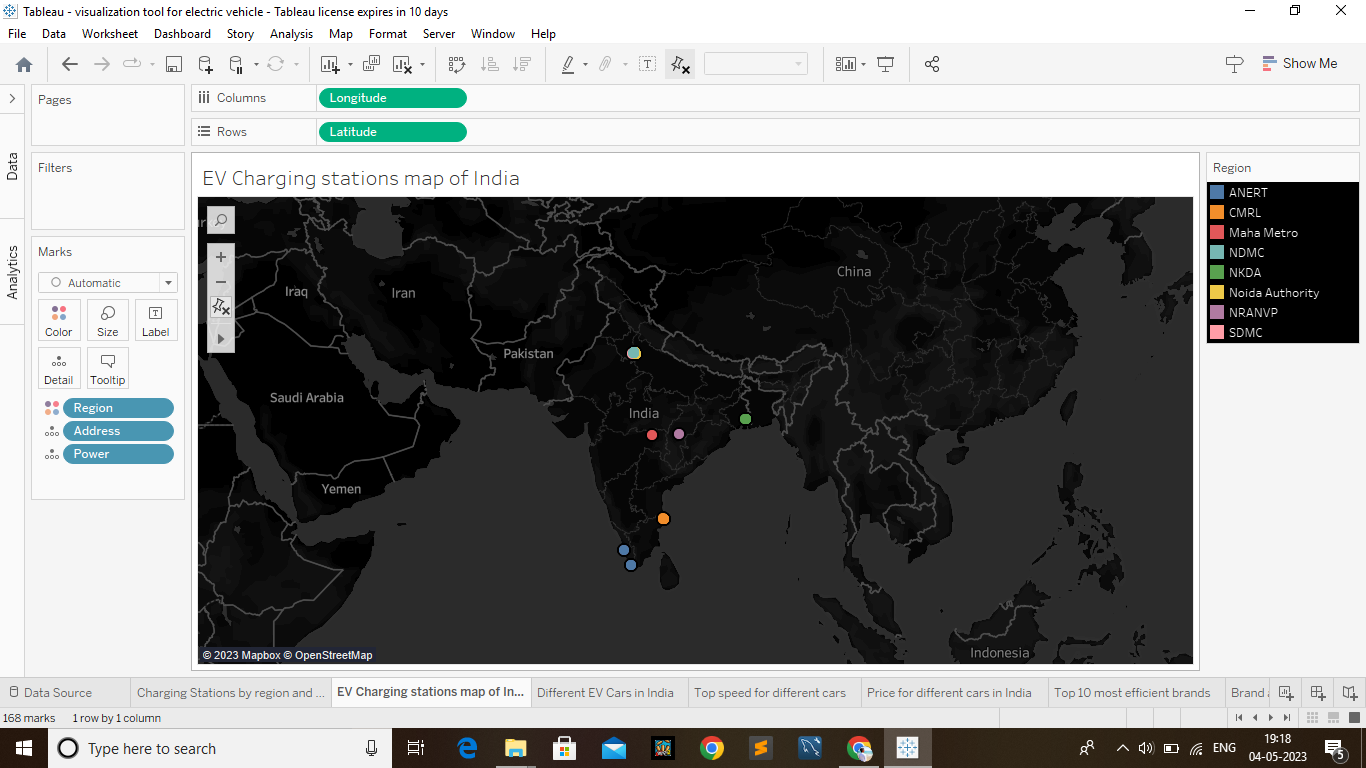 Tableau - visualization tool for electric vehicle - Tableau license expires in 10 days
File Data Worksheet Dashboard Story Analysis Map Format Server Window Help
Show Me
Pages
Columns Longitude
Rows Latitude
Data
Analytics
Filters
Marks
Automatic
Color Size Label
Detail Tooltip
Region
Address
Power
EV Charging stations map of India
China
Iraq
Iran
Pakistan
Saudi Arabia
India
Yemen
Indonesia
© 2023 Mapbox © OpenStreetMap
Region
ANERT
CMRL
Maha Metro
NDMC
NKDA
Noida Authority
NRANVP
SDMC
Data Source Charging Stations by region and ... EV Charging stations map of In... Different EV Cars in India Top speed for different cars Price for different cars in India Top 10 most efficient brands Brand
168 marks 1 row by 1 column
Type here to search
ENG
19:18
04-05-2023
5